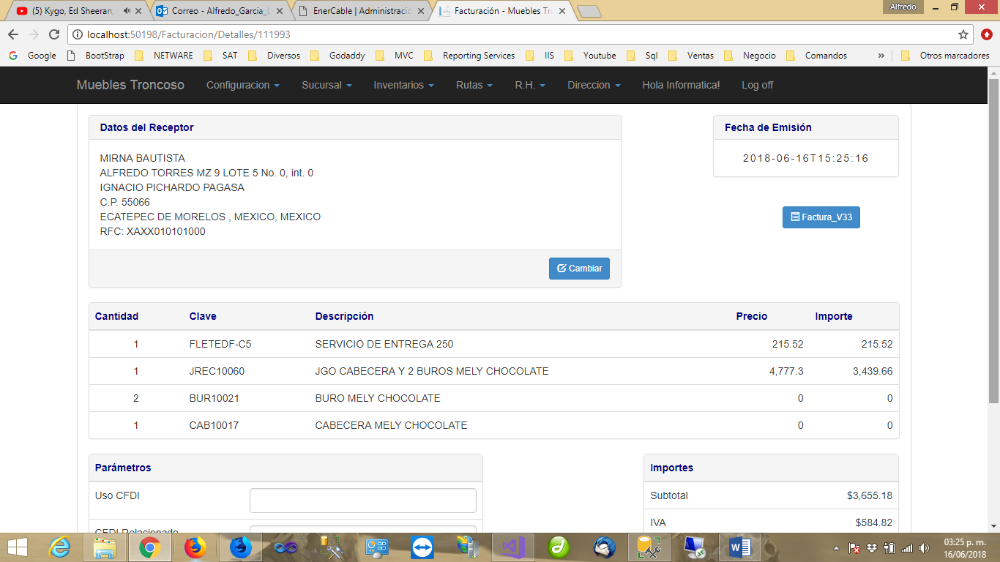 (5) Kygo, Ed Sheeran,
Correo - Alfredo_Garcia_L
EnerCable | Administració
Facturación - Muebles Tr
Alfredo
localhost:50198/Facturacion/Detalles/111993
Google BootStrap NETWARE SAT Diversos Godaddy MVC Reporting Services IIS Youtube Sql Ventas Negocio Comandos » Otros marcadores
Muebles Troncoso Configuracion Sucursal Inventarios Rutas R.H. Direccion Hola Informatica! Log off
Datos del Receptor
MIRNA BAUTISTA
ALFREDO TORRES MZ 9 LOTE 5 No. 0, int. 0
IGNACIO PICHARDO PAGASA
C.P. 55066
ECATEPEC DE MORELOS , MEXICO, MEXICO
RFC: XAXX010101000
Cambiar
Fecha de Emisión
2018-06-16T15:25:16
Factura_V33
Cantidad Clave Descripción Precio Importe
1 FLETEDF-C5 SERVICIO DE ENTREGA 250 215.52 215.52
1 JREC10060 JGO CABECERA Y 2 BUROS MELY CHOCOLATE 4,777.3 3,439.66
2 BUR10021 BURO MELY CHOCOLATE 0 0
1 CAB10017 CABECERA MELY CHOCOLATE 0 0
Parámetros
Uso CFDI
CFDI Relacionado
Importes
Subtotal $3,655.18
IVA $584.82
03:25 p. m.
16/06/2018